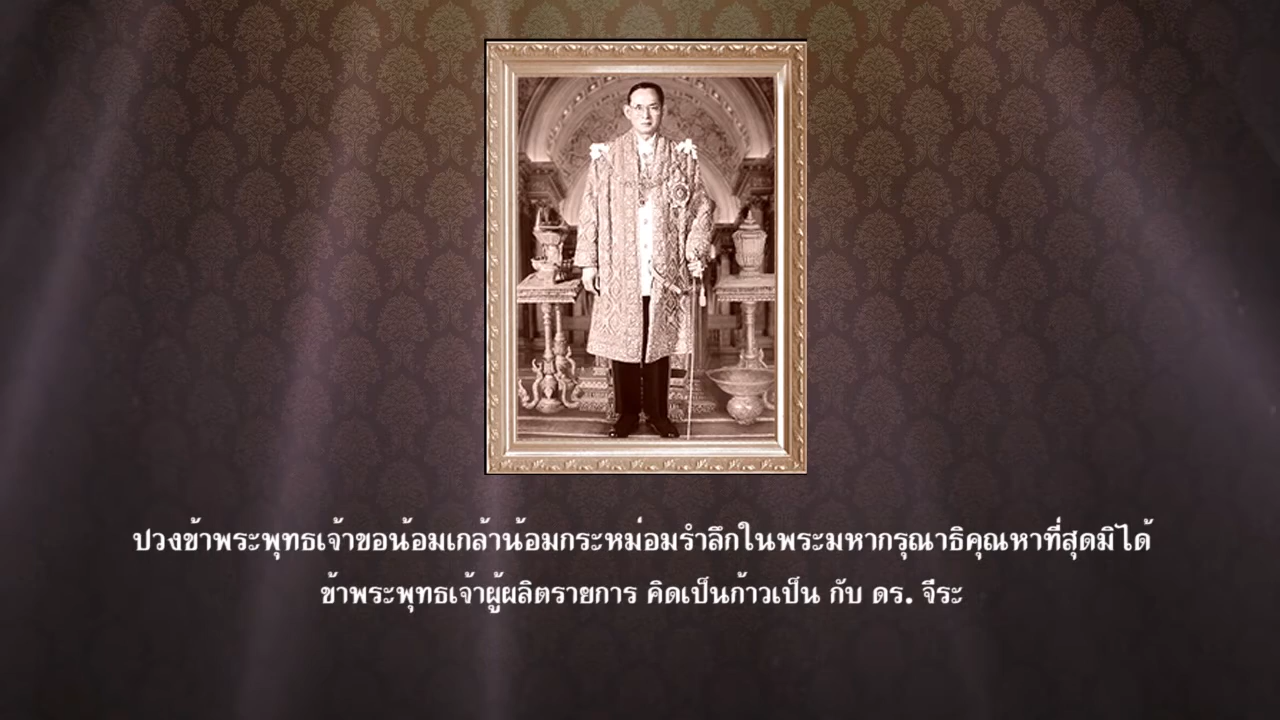 ปวงข้าพระพุทธเจ้าขอน้อมเกล้าน้อมกระหม่อมรำลึกในพระมหากรุณาธิคุณหาที่สุดมิได้
ข้าพระพุทธเจ้าผู้ผลิตรายการ คิดเป็นก้าวเป็น กับ ดร. จีระ